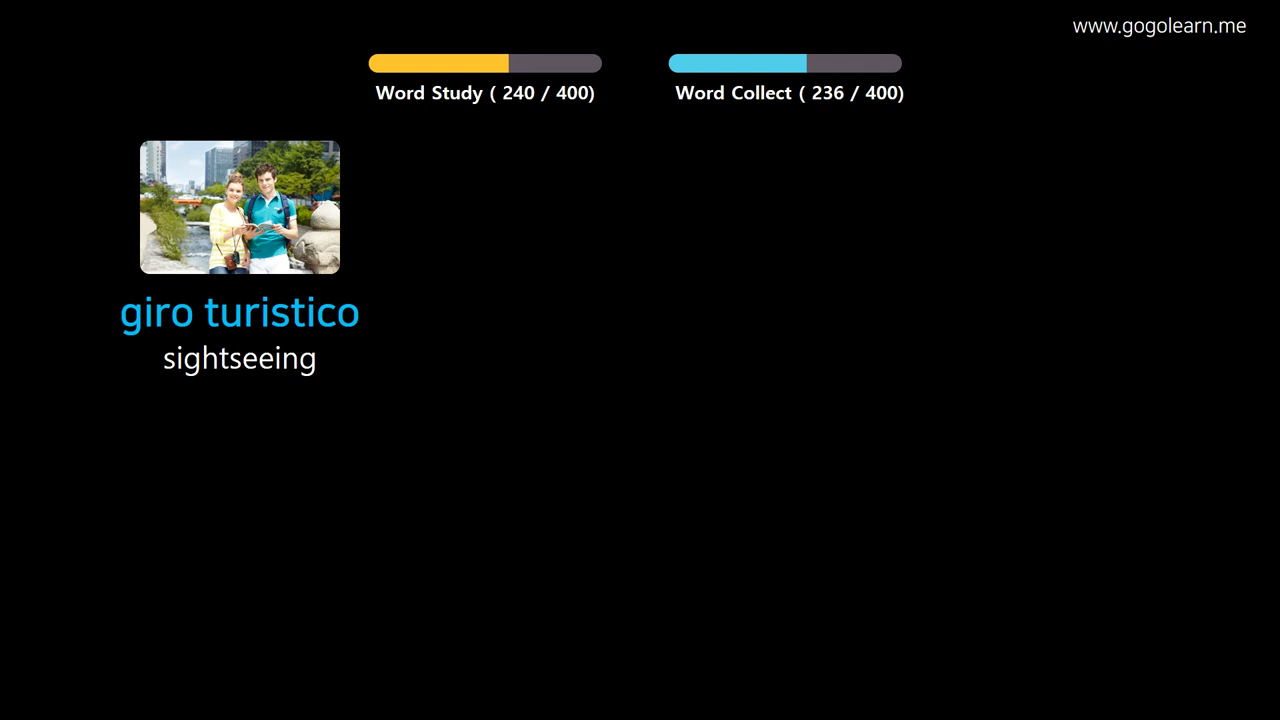 www.gogolearn.me
Word Study ( 240 / 400)
Word Collect ( 236 / 400)
giro turistico
sightseeing